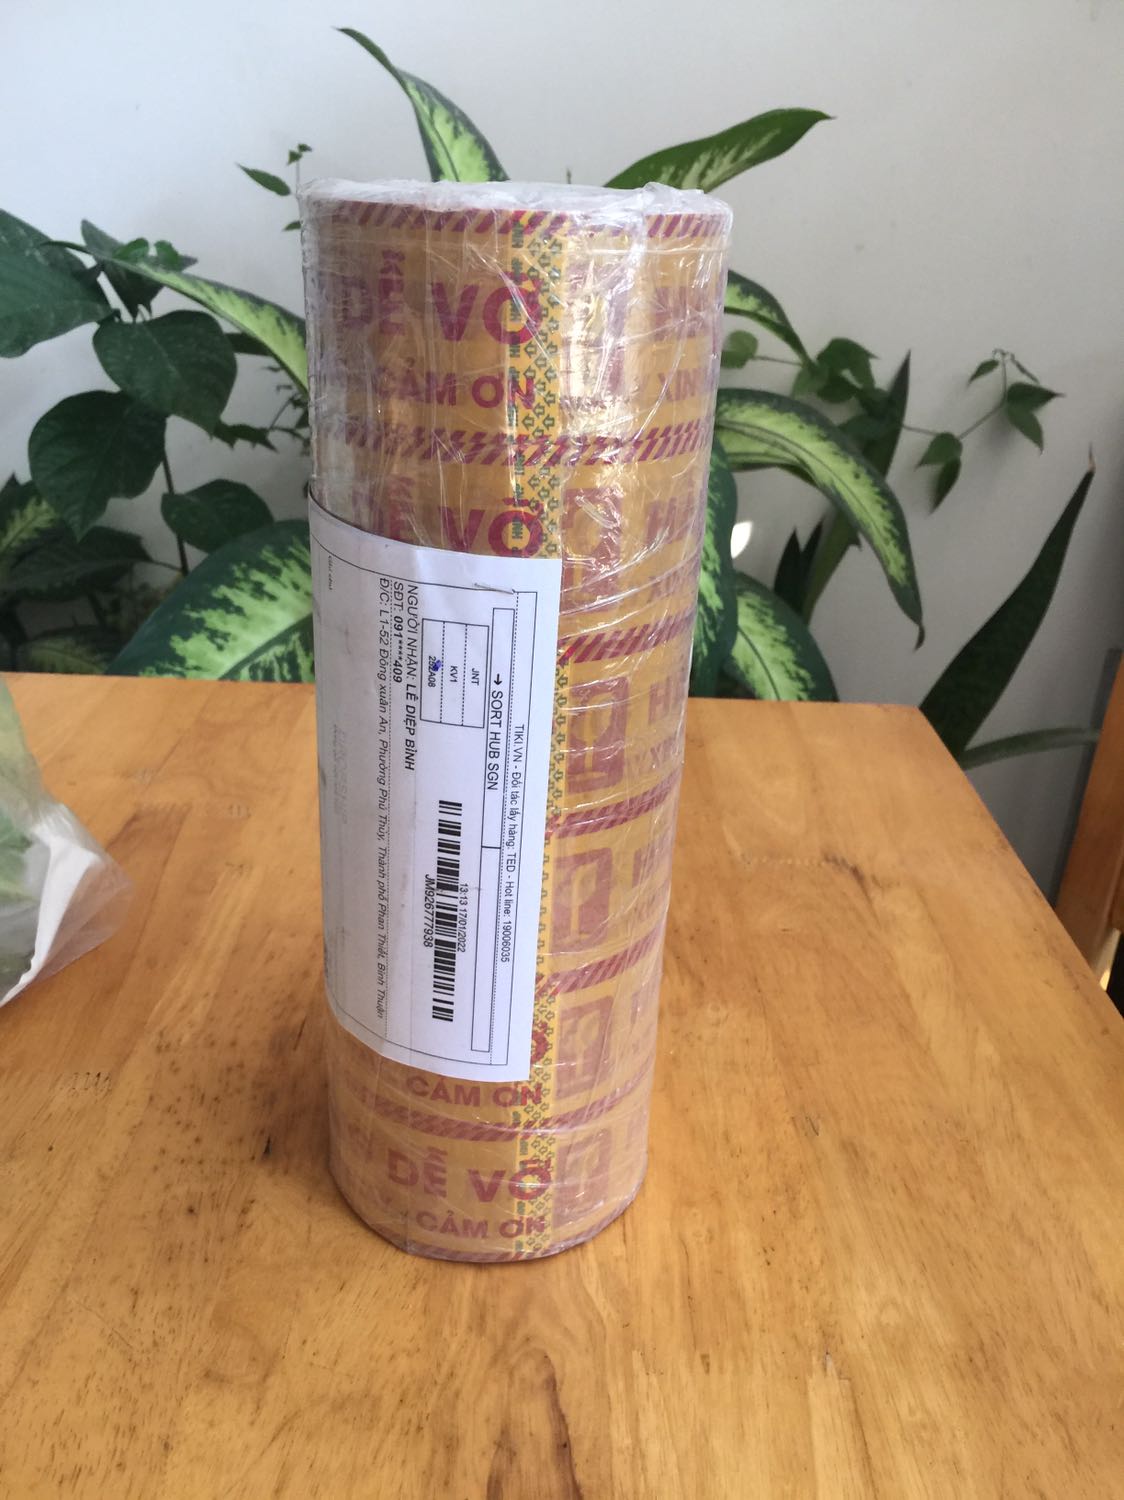 DỄ VỠ
CẢM ƠN
XIN
VỠ
TIKI.VN - Đối tác lấy hàng: TED - Hot line: 19006035
➔ SORT HUB SGN
JNT
KV1
13:13 17/01/2022
JM926777938
NGƯỜI NHẬN: LÊ DIỆP BÌNH
SĐT: 091****409
Đ/C: L1-52 Đông xuân An, Phường Phú Thủy, Thành phố Phan Thiết, Bình Thuận
CẢM ƠN
DỄ VỠ
CẢM ƠN